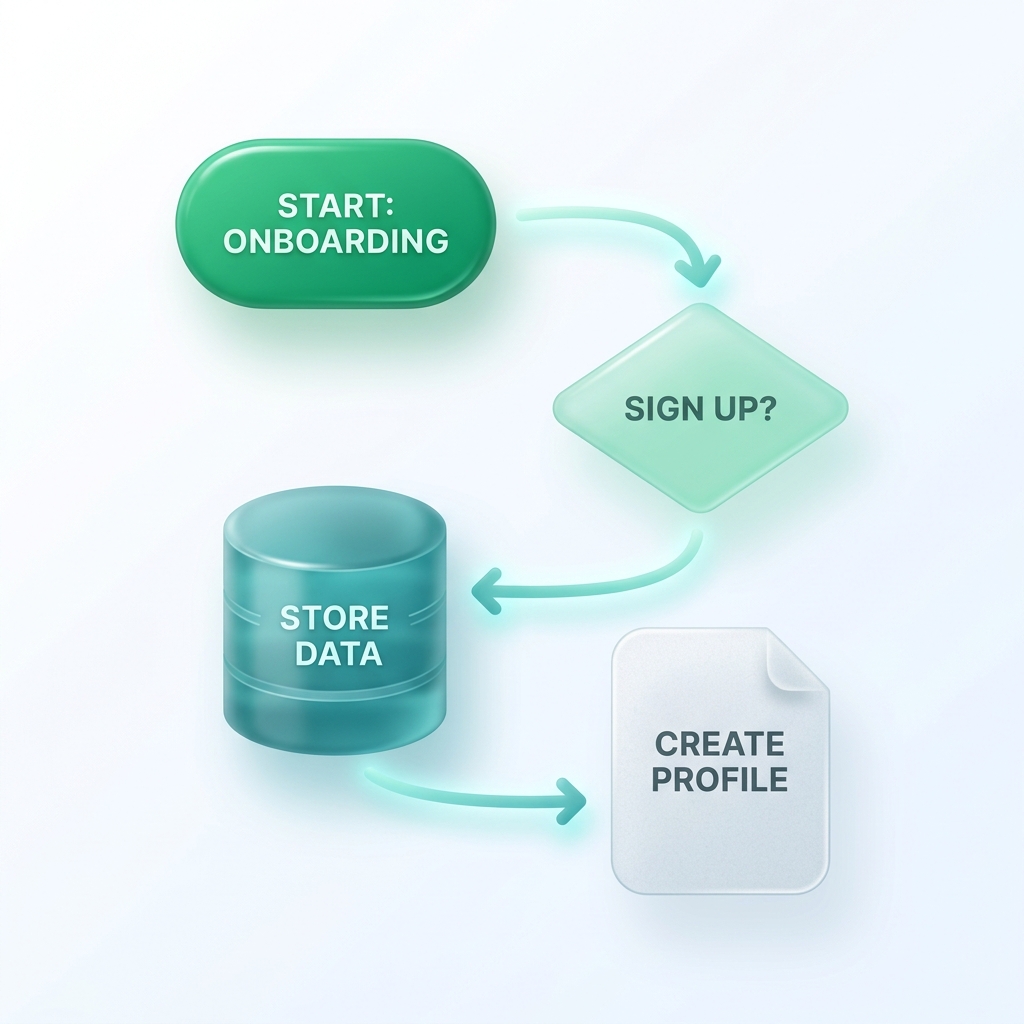 START:
ONBOARDING
SIGN UP?
STORE
DATA
CREATE
PROFILE